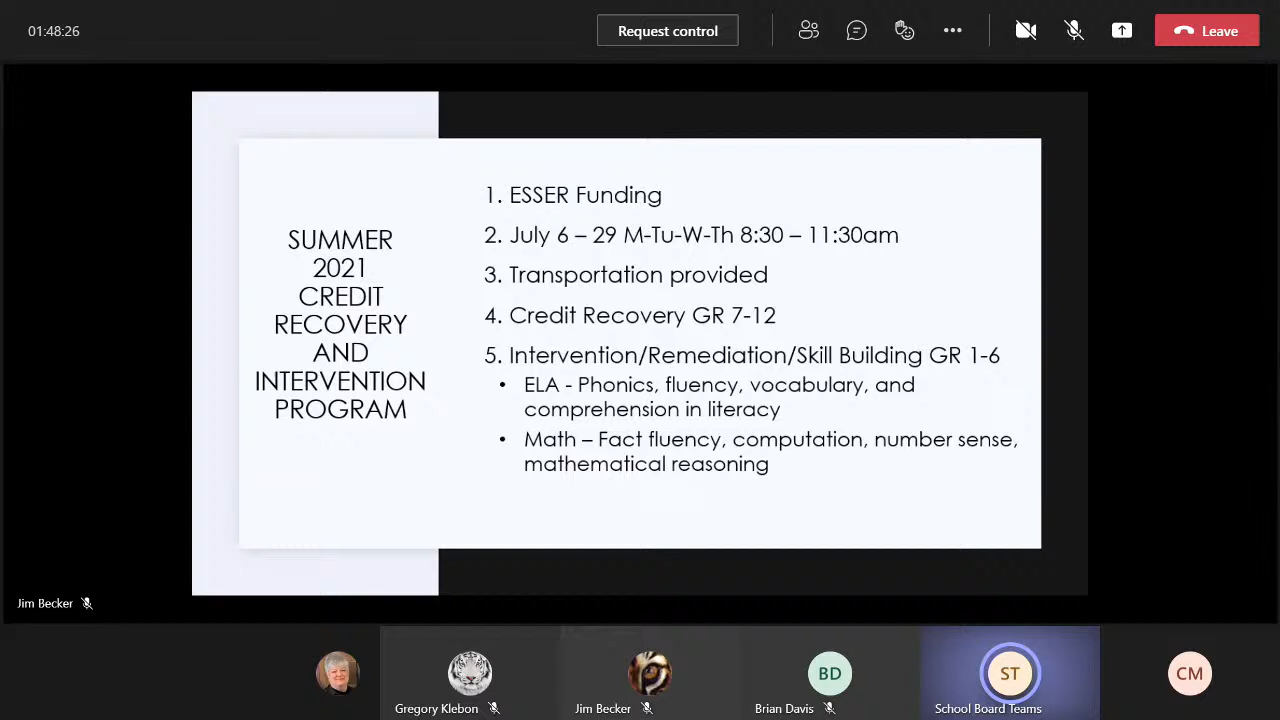 01:48:26
Request control
Leave
SUMMER
2021
CREDIT
RECOVERY
AND
INTERVENTION
PROGRAM
1. ESSER Funding
2. July 6 – 29 M-Tu-W-Th 8:30 – 11:30am
3. Transportation provided
4. Credit Recovery GR 7-12
5. Intervention/Remediation/Skill Building GR 1-6
• ELA - Phonics, fluency, vocabulary, and
comprehension in literacy
• Math – Fact fluency, computation, number sense,
mathematical reasoning
Jim Becker
BD
ST
CM
Gregory Klebon
Jim Becker
Brian Davis
School Board Teams